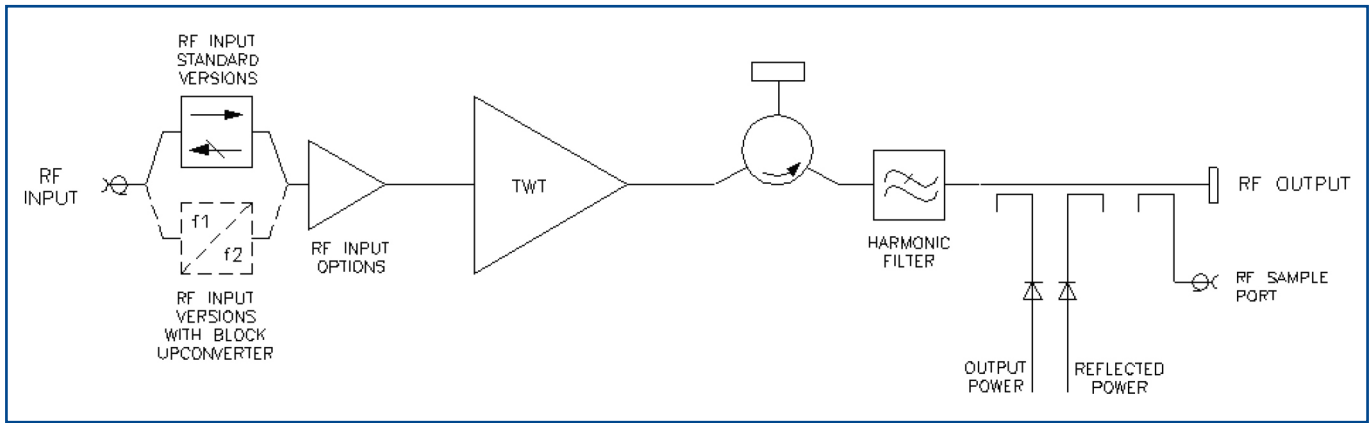 RF INPUT
STANDARD
VERSIONS
RF
INPUT
f1
f2
RF INPUT
VERSIONS
WITH BLOCK
UPCONVERTER
RF INPUT
OPTIONS
TWT
HARMONIC
FILTER
RF OUTPUT
RF SAMPLE
PORT
OUTPUT
POWER
REFLECTED
POWER